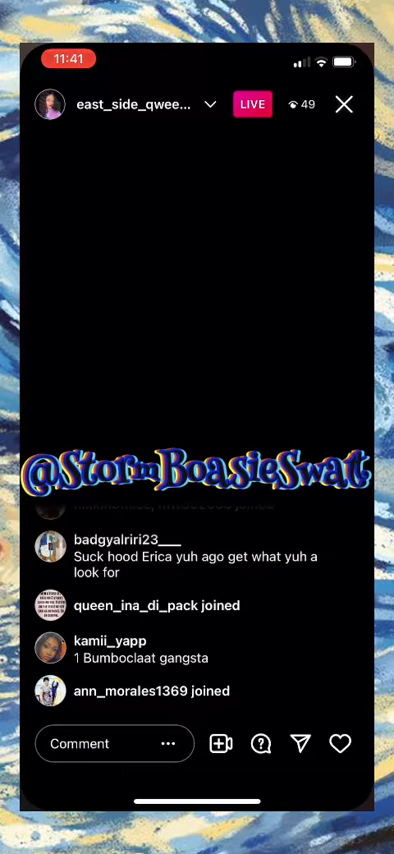 11:41
east_side_qwee...
LIVE
49
@StormBoasieSwat
badgyalriri23___
Suck hood Erica yuh ago get what yuh a
look for
queen_ina_di_pack joined
kamii_yapp
1 Bumboclaat gangsta
ann_morales1369 joined
Comment